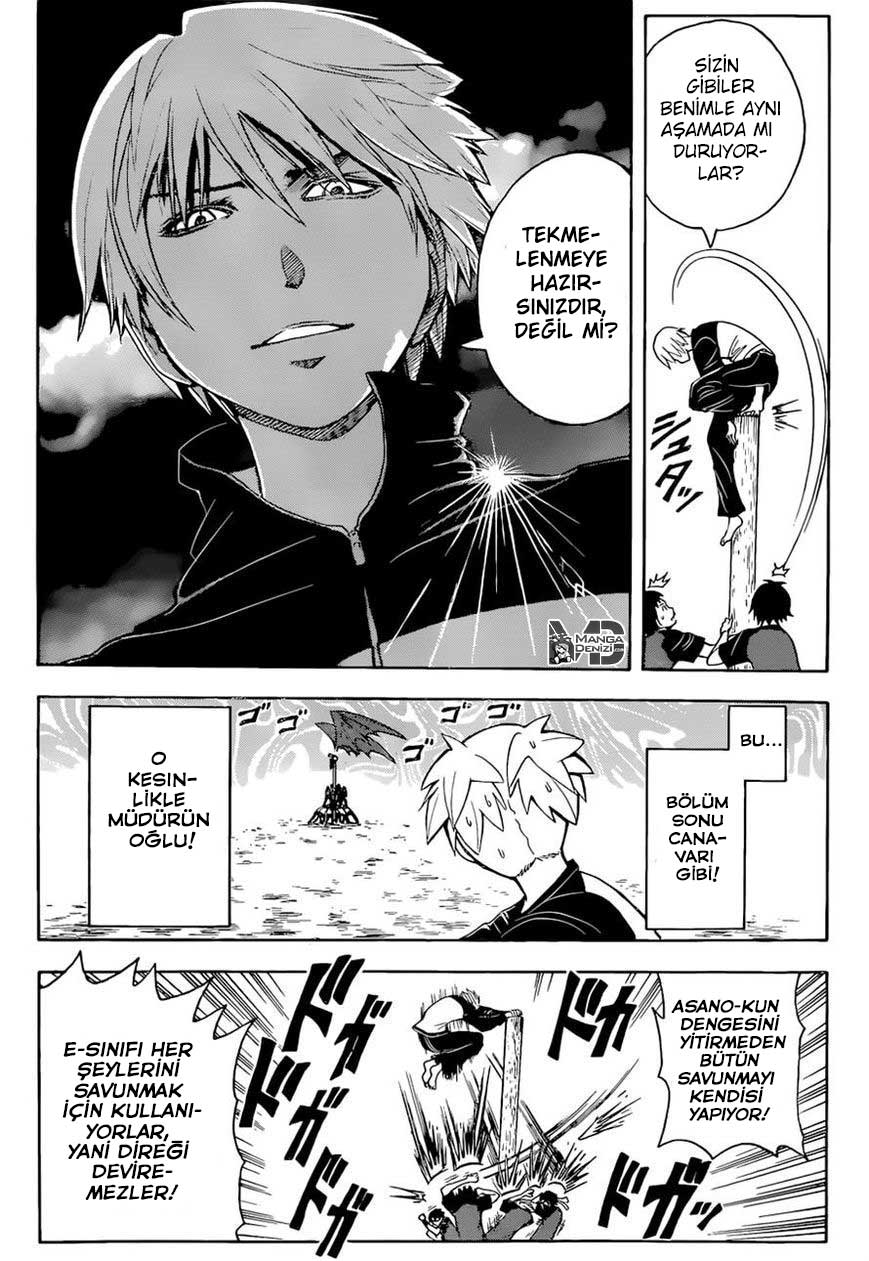 SİZİN
GİBİLER
BENİMLE AYNI
AŞAMADA MI
DURUYOR-
LAR?
TEKME-
LENMEYE
HAZIR-
SINIZDIR,
DEĞİL Mİ?
シュタッ
MANGA
DENİZİ
BU...
BÖLÜM
SONU
CANA-
VARI
GİBİ!
ゴゴゴゴ
O
KESİN-
LİKLE
MÜDÜRÜN
OĞLU!
ASANO-KUN
DENGESİNİ
YİTİRMEDEN
BÜTÜN
SAVUNMAYI
KENDİSİ
YAPIYOR!
ドカ
ドガ
ドドガ
ドガ
E-SINIFI HER
ŞEYLERİNİ
SAVUNMAK
İÇİN KULLANI-
YORLAR,
YANİ DİREĞİ
DEVİRE-
MEZLER!